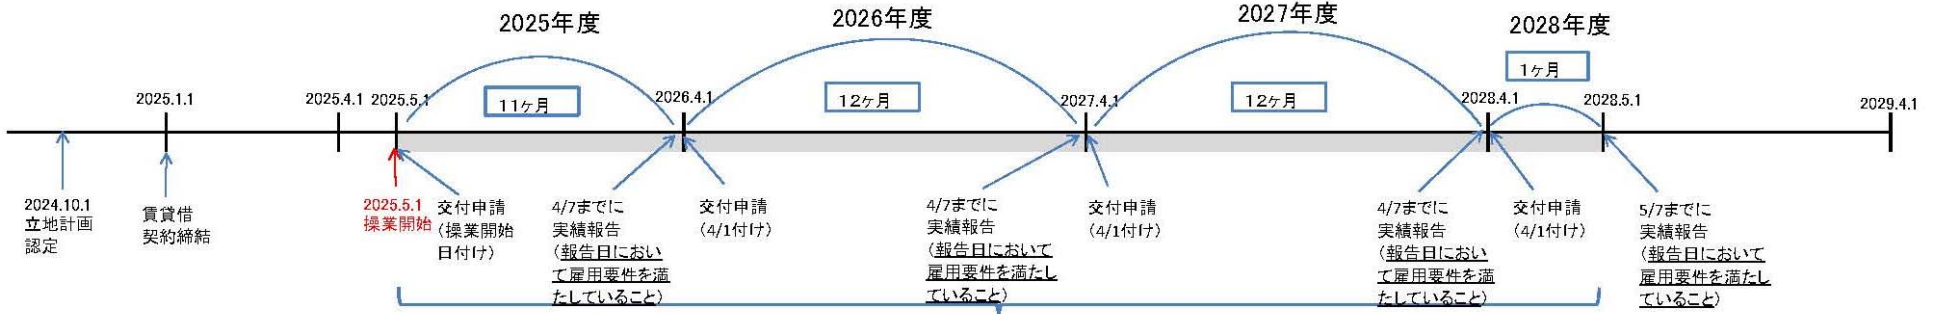 2025年度
2026年度
2027年度
2028年度
11ヶ月
12ヶ月
12ヶ月
1ヶ月
2025.1.1
2025.4.1
2025.5.1
2026.4.1
2027.4.1
2028.4.1
2028.5.1
2029.4.1
2024.10.1
立地計画
認定
賃貸借
契約締結
2025.5.1
操業開始
交付申請
（操業開始
日付け）
4/7までに
実績報告
（報告日におい
て雇用要件を満
たしていること）
交付申請
（4/1付け）
4/7までに
実績報告
（報告日において
雇用要件を満たし
ていること）
交付申請
（4/1付け）
4/7までに
実績報告
（報告日におい
て雇用要件を満
たしていること）
交付申請
（4/1付け）
5/7までに
実績報告
（報告日において
雇用要件を満たし
ていること）